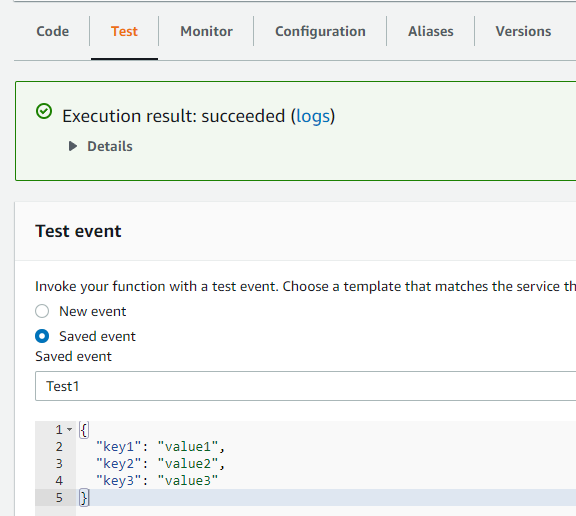 Code Test Monitor Configuration Aliases Versions
Execution result: succeeded (logs)
Details
Test event
Invoke your function with a test event. Choose a template that matches the service
New event
Saved event
Saved event
Test1
1 {
2 "key1": "value1",
3 "key2": "value2",
4 "key3": "value3"
5 }